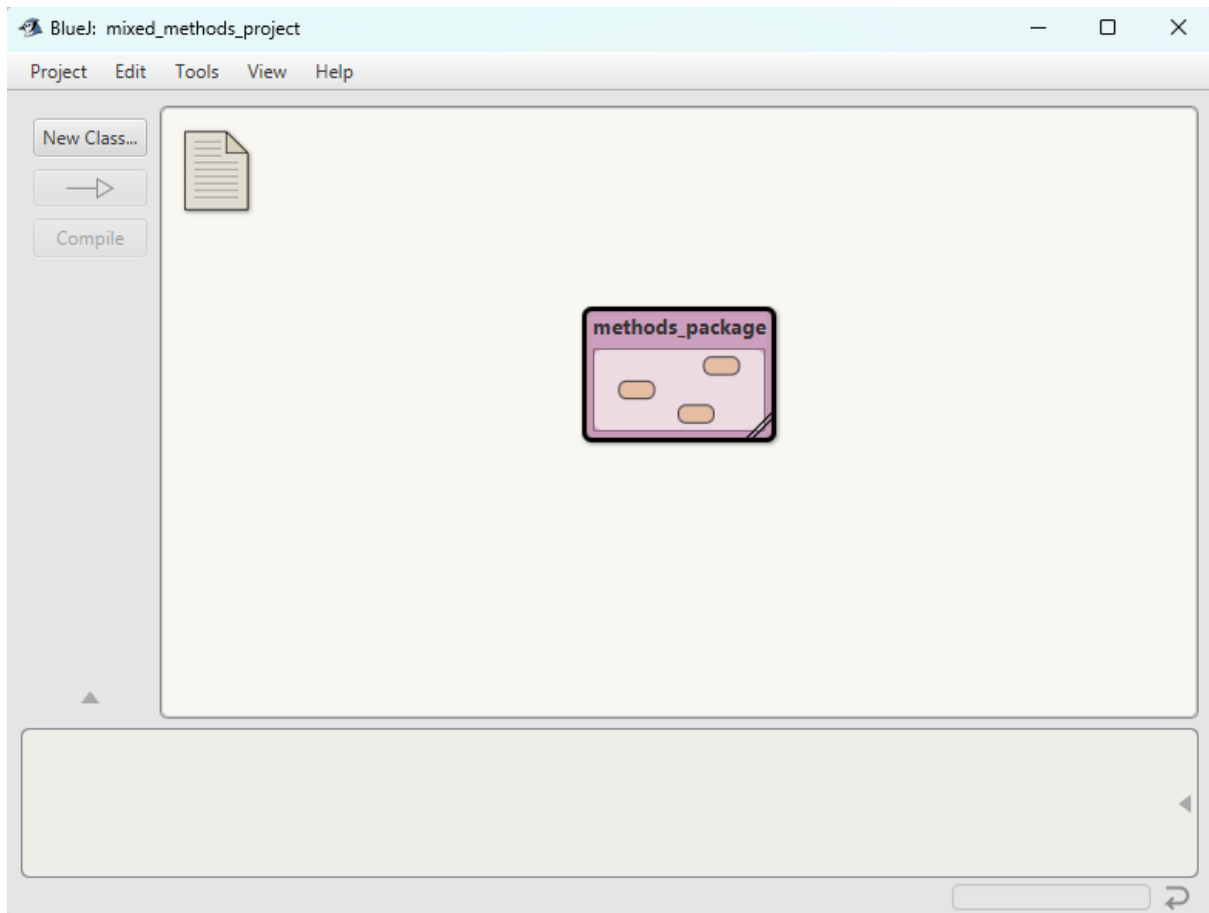 BlueJ: mixed_methods_project
Project Edit Tools View Help
New Class...
Compile
methods_package